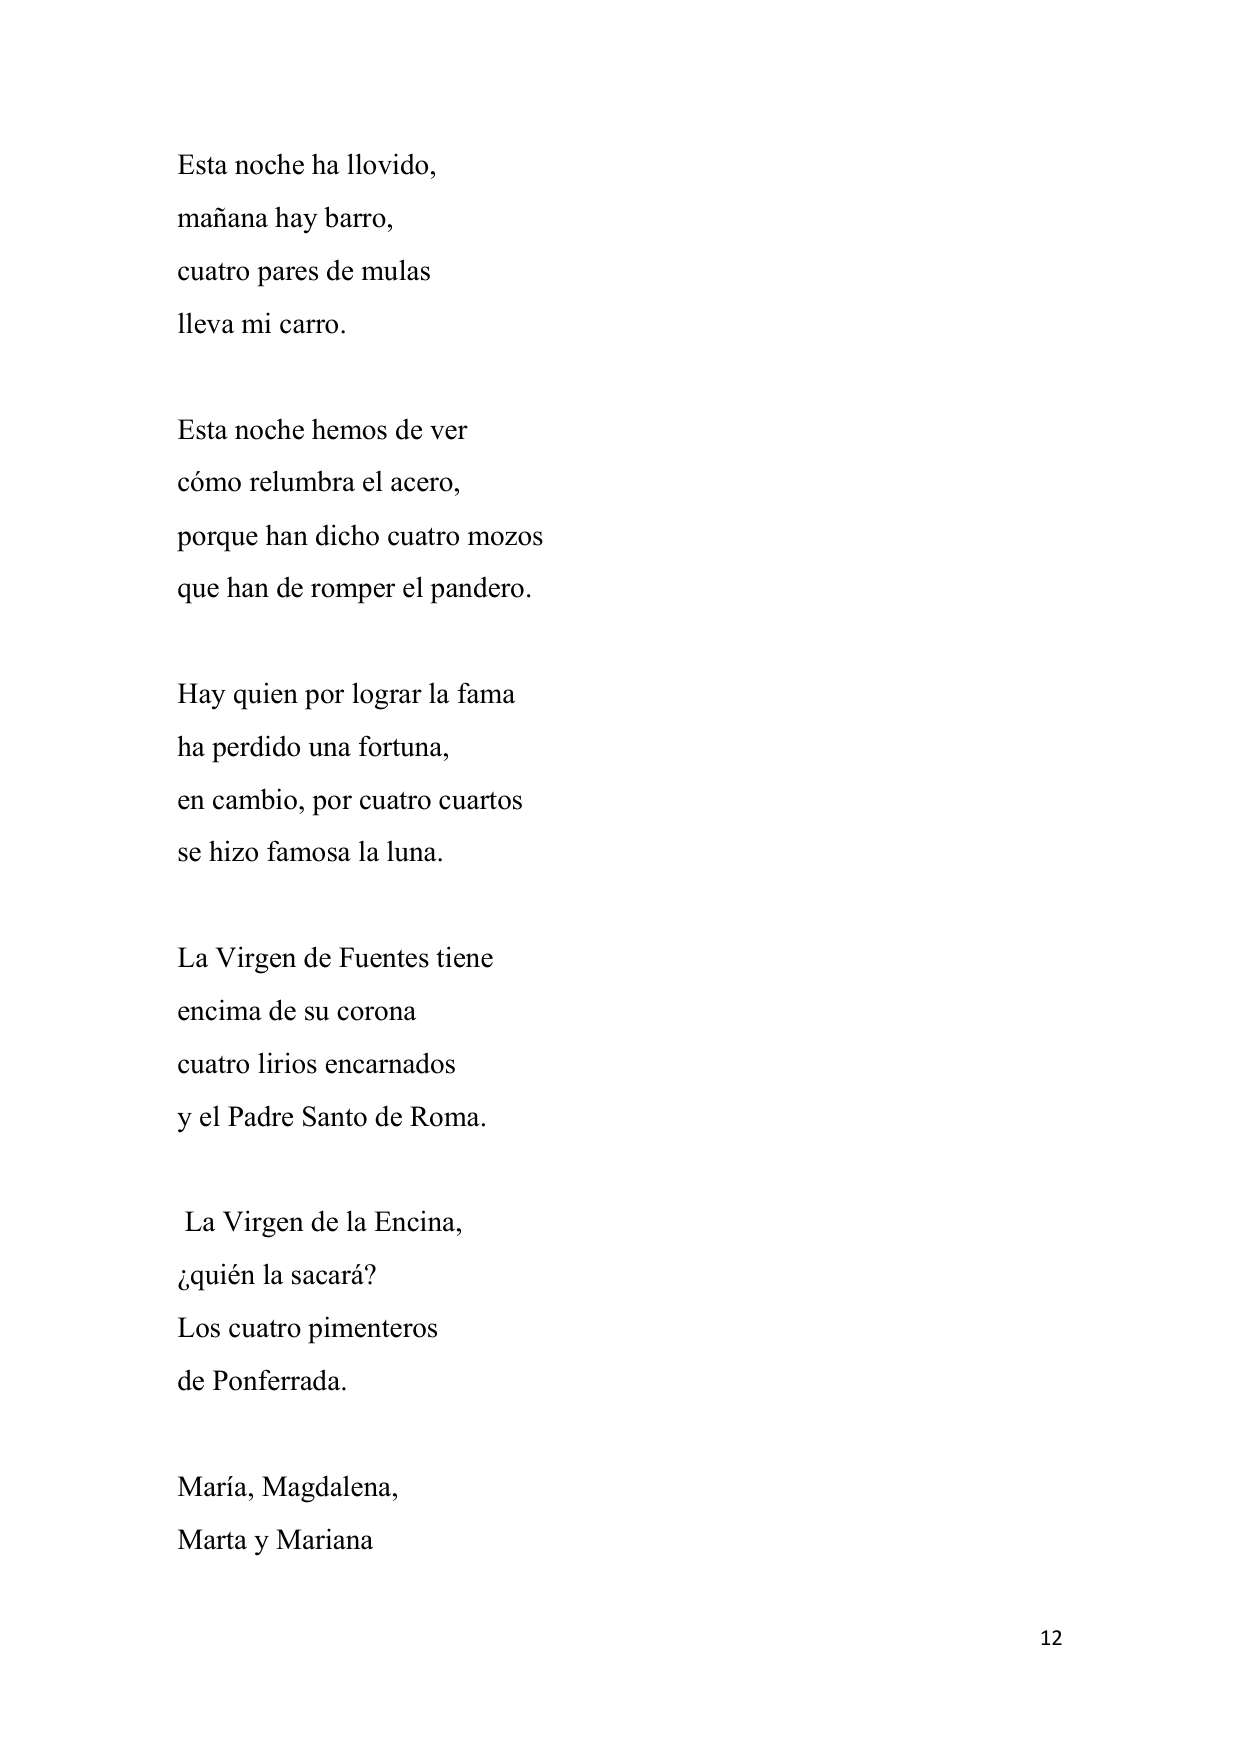 Esta noche ha llovido,
mañana hay barro,
cuatro pares de mulas
lleva mi carro.

Esta noche hemos de ver
cómo relumbra el acero,
porque han dicho cuatro mozos
que han de romper el pandero.

Hay quien por lograr la fama
ha perdido una fortuna,
en cambio, por cuatro cuartos
se hizo famosa la luna.

La Virgen de Fuentes tiene
encima de su corona
cuatro lirios encarnados
y el Padre Santo de Roma.

La Virgen de la Encina,
¿quién la sacará?
Los cuatro pimenteros
de Ponferrada.

María, Magdalena,
Marta y Mariana

12